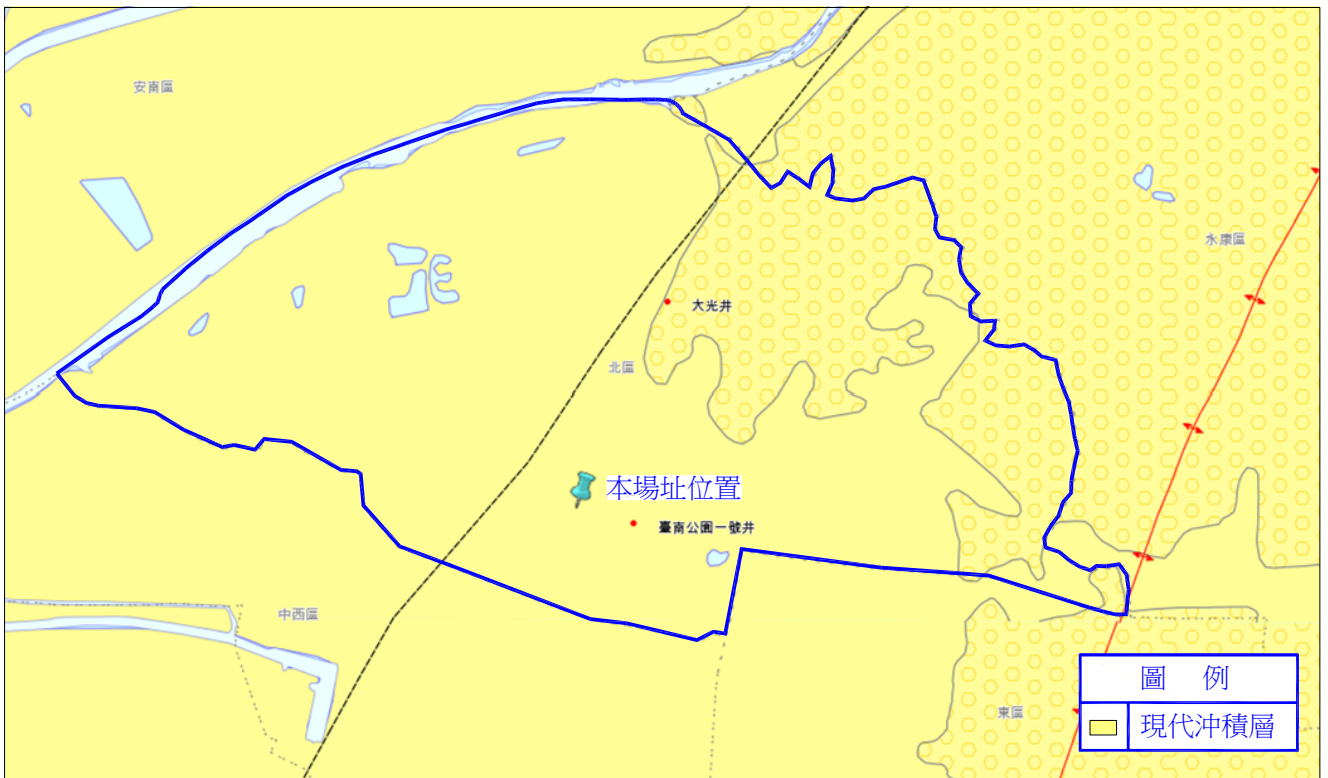 安南區
永康區
大光井
北區
本場址位置
臺南公園一號井
中西區
圖 例
東區
現代沖積層